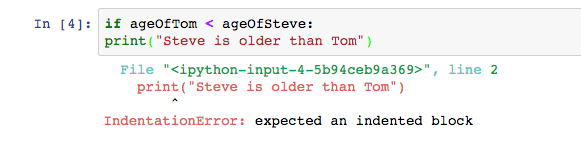 In [4]: if ageOfTom < ageOfSteve:
print("Steve is older than Tom")
File "<ipython-input-4-5b94ceb9a369>", line 2
print("Steve is older than Tom")
^
IndentationError: expected an indented block